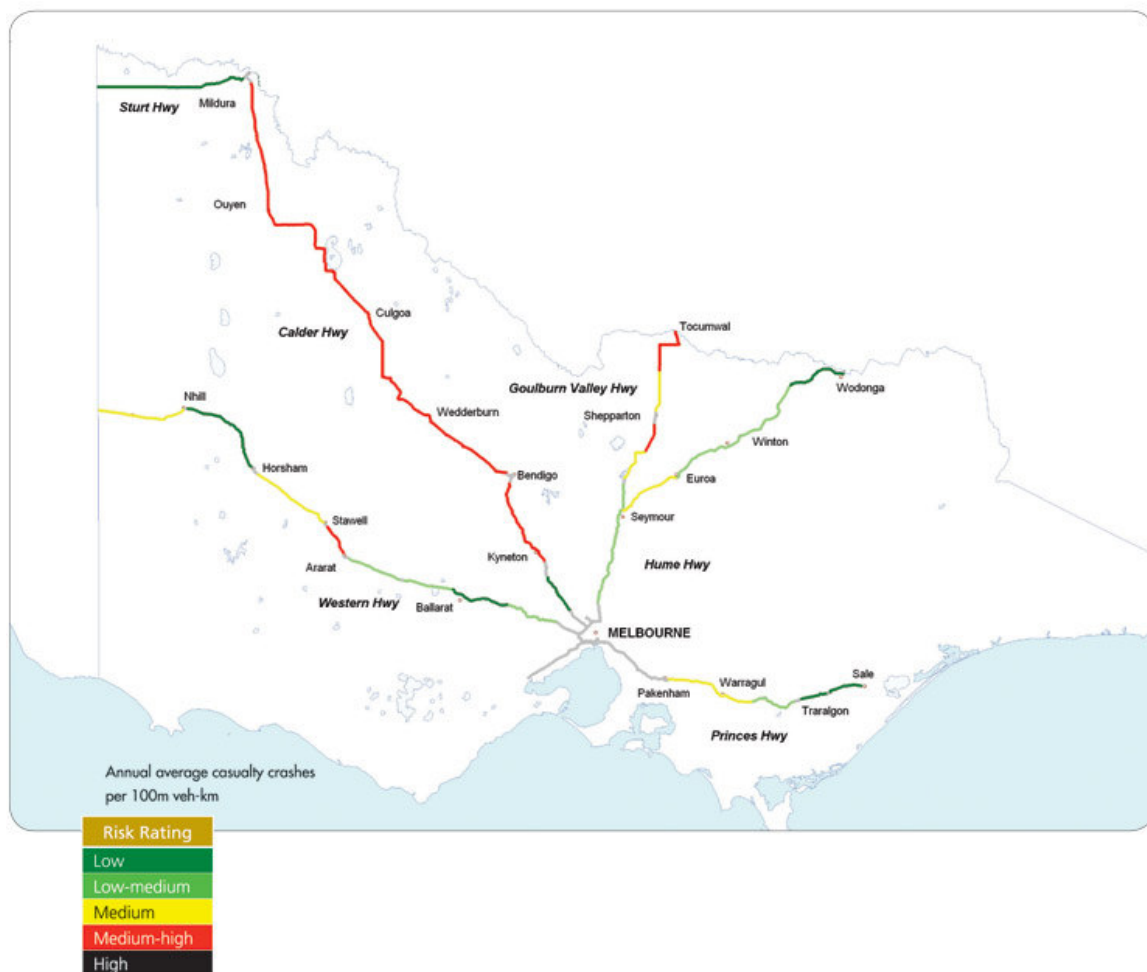 Sturt Hwy
Mildura
Ouyen
Culgoa
Calder Hwy
Tocumwal
Goulburn Valley Hwy
Wodonga
Nhill
Wedderburn
Shepparton
Winton
Horsham
Bendigo
Euroa
Stawell
Seymour
Kyneton
Ararat
Hume Hwy
Western Hwy
Ballarat
MELBOURNE
Warragul
Sale
Pakenham
Traralgon
Princes Hwy
Annual average casualty crashes
per 100m veh-km
Risk Rating
Low
Low-medium
Medium
Medium-high
High